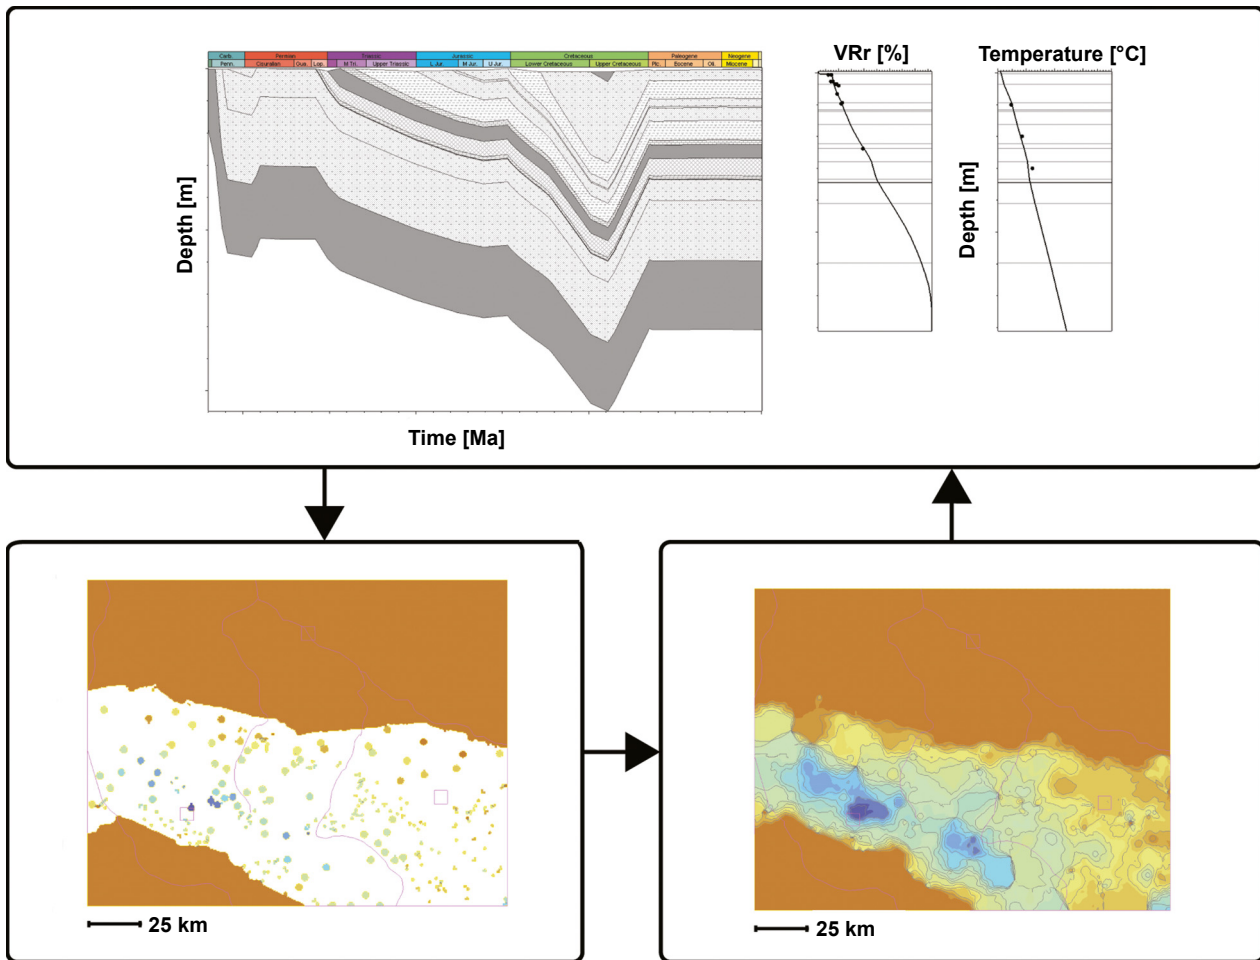 VRr [%]
Temperature [°C]
Carb. Permian Triassic Jurassic Cretaceous Paleogene Neogene
Penn. Cisuralian Gua. Lop. M Tri. Upper Triassic L Jur. M Jur. U Jur. Lower Cretaceous Upper Cretaceous Plc. Eocene Oli. Miocene
Depth [m]
Depth [m]
Time [Ma]
25 km
25 km